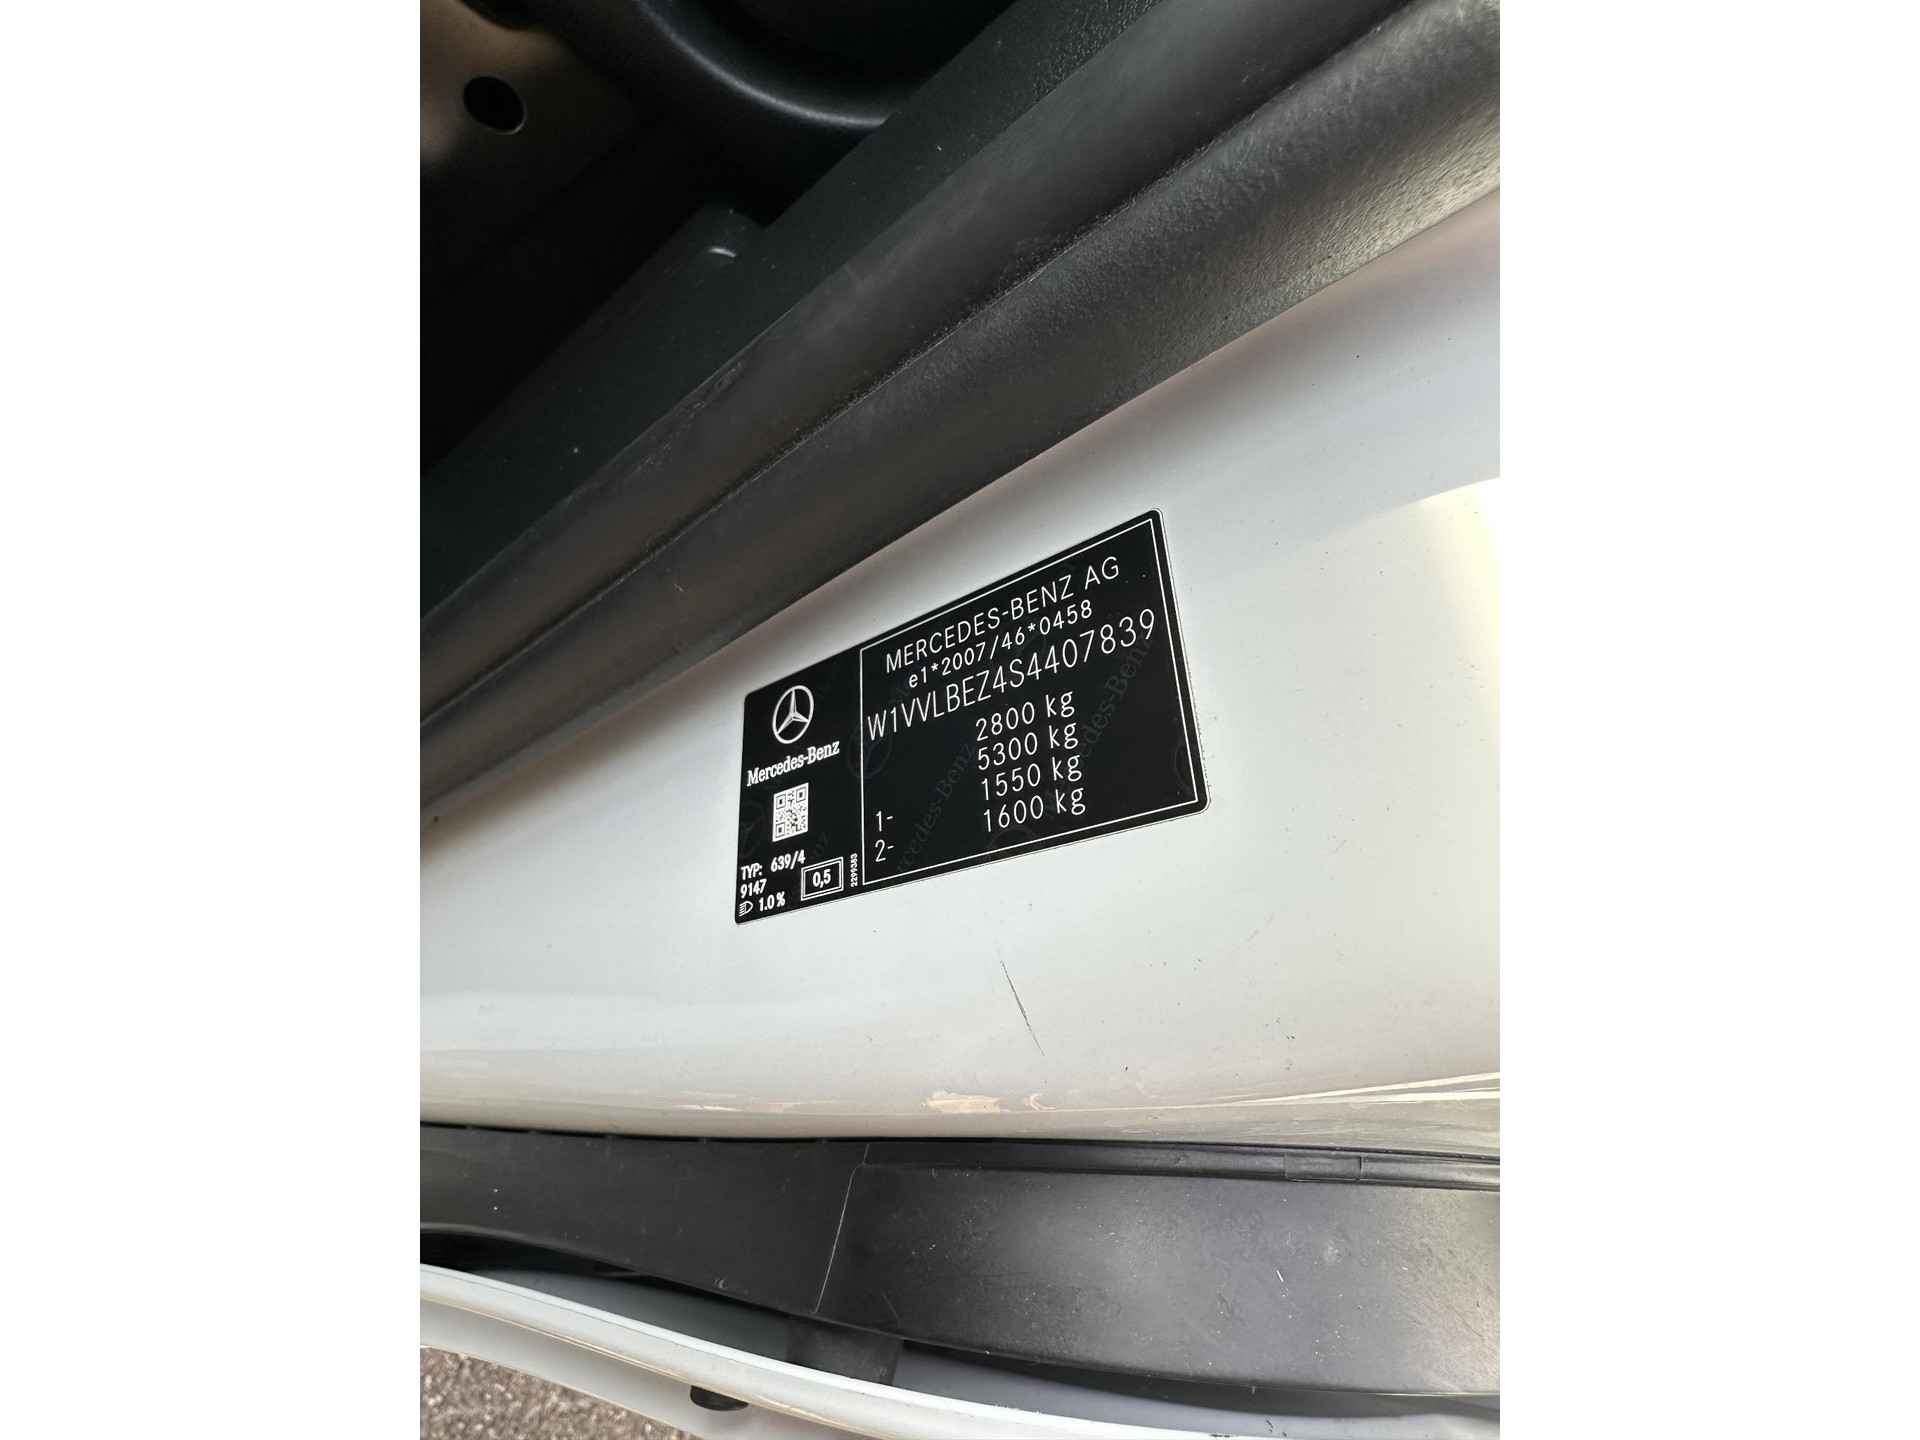 MERCEDES-BENZ AG
e1*2007/46*0458
W1VVLBEZ4S4407839
2800 kg
5300 kg
1- 1550 kg
2- 1600 kg
Mercedes-Benz
TYP: 639/4
9147
1.0% 0,5
2299383